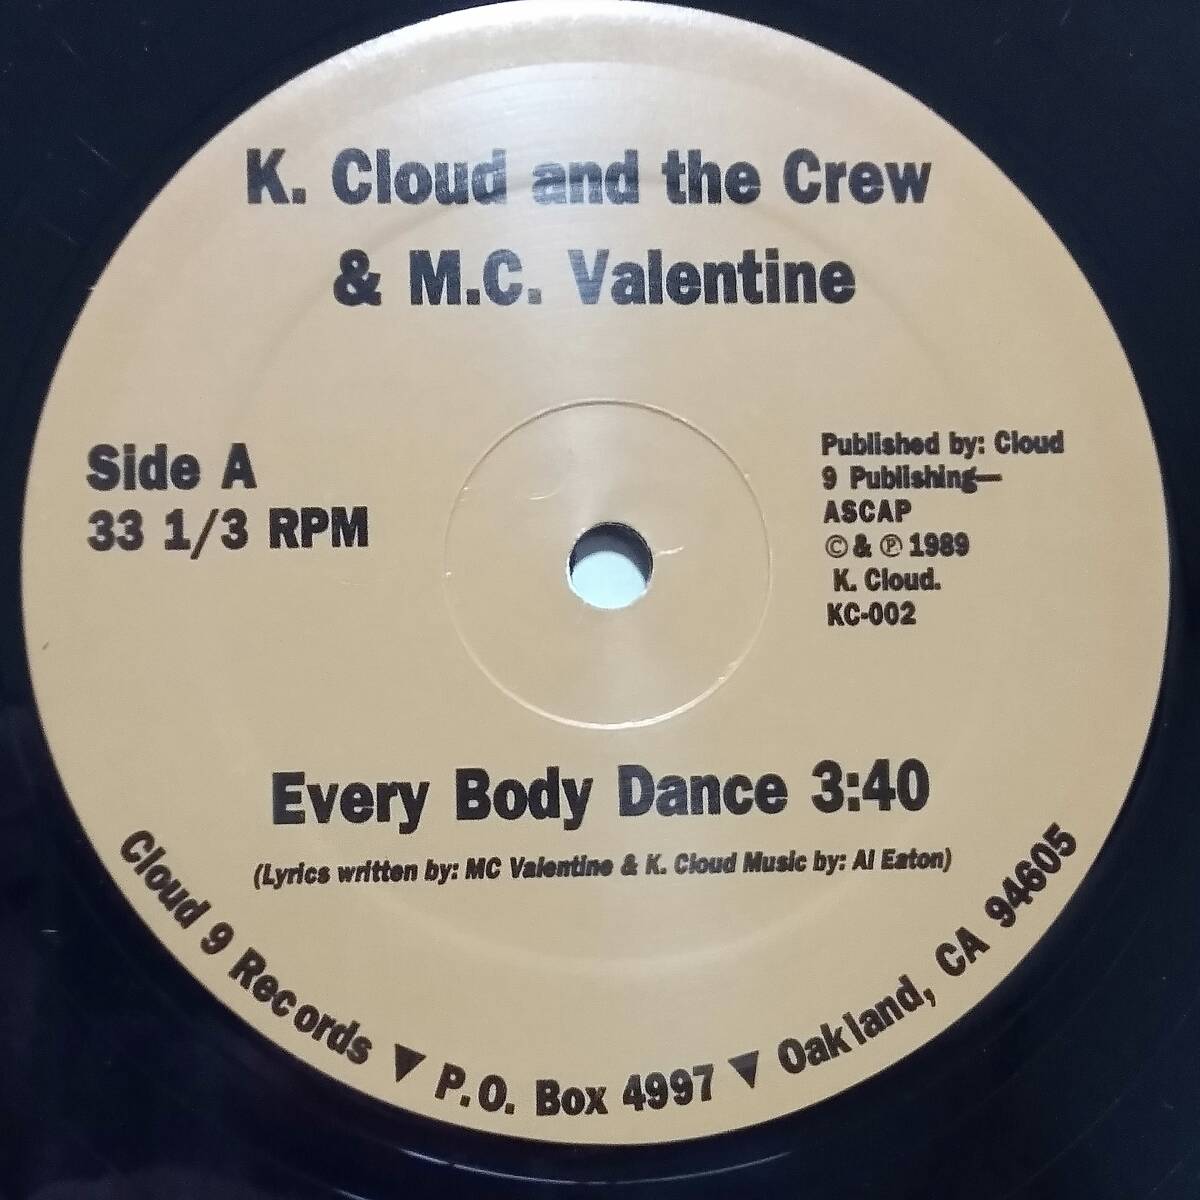 K. Cloud and the Crew
& M.C. Valentine
Side A
33 1/3 RPM
Published by: Cloud
9 Publishing—
ASCAP
© & ℗ 1989
K. Cloud.
KC-002
Every Body Dance 3:40
(Lyrics written by: MC Valentine & K. Cloud Music by: Al Eaton)
Cloud 9 Records ▼ P.O. Box 4997 ▼ Oakland, CA 94605